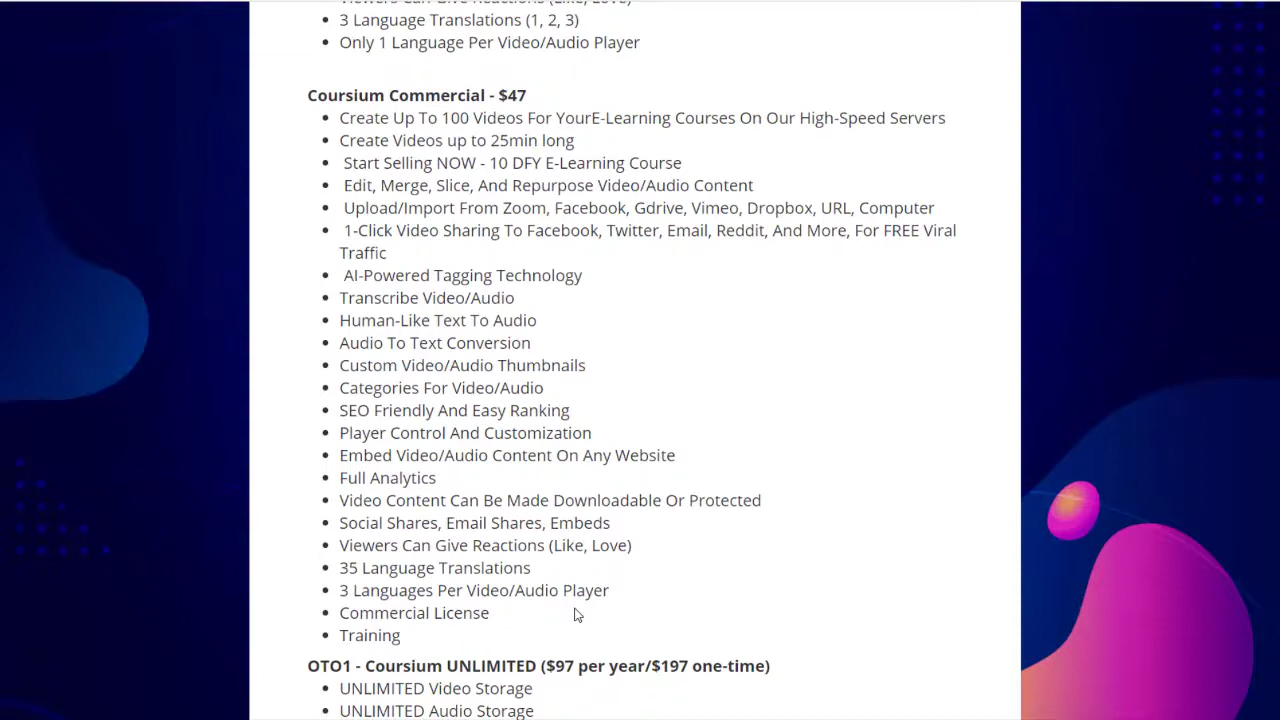 Viewers Can Give Reactions (Like, Love)
3 Language Translations (1, 2, 3)
Only 1 Language Per Video/Audio Player
Coursium Commercial - $47
Create Up To 100 Videos For YourE-Learning Courses On Our High-Speed Servers
Create Videos up to 25min long
Start Selling NOW - 10 DFY E-Learning Course
Edit, Merge, Slice, And Repurpose Video/Audio Content
Upload/Import From Zoom, Facebook, Gdrive, Vimeo, Dropbox, URL, Computer
1-Click Video Sharing To Facebook, Twitter, Email, Reddit, And More, For FREE Viral
Traffic
AI-Powered Tagging Technology
Transcribe Video/Audio
Human-Like Text To Audio
Audio To Text Conversion
Custom Video/Audio Thumbnails
Categories For Video/Audio
SEO Friendly And Easy Ranking
Player Control And Customization
Embed Video/Audio Content On Any Website
Full Analytics
Video Content Can Be Made Downloadable Or Protected
Social Shares, Email Shares, Embeds
Viewers Can Give Reactions (Like, Love)
35 Language Translations
3 Languages Per Video/Audio Player
Commercial License
Training
OTO1 - Coursium UNLIMITED ($97 per year/$197 one-time)
UNLIMITED Video Storage
UNLIMITED Audio Storage